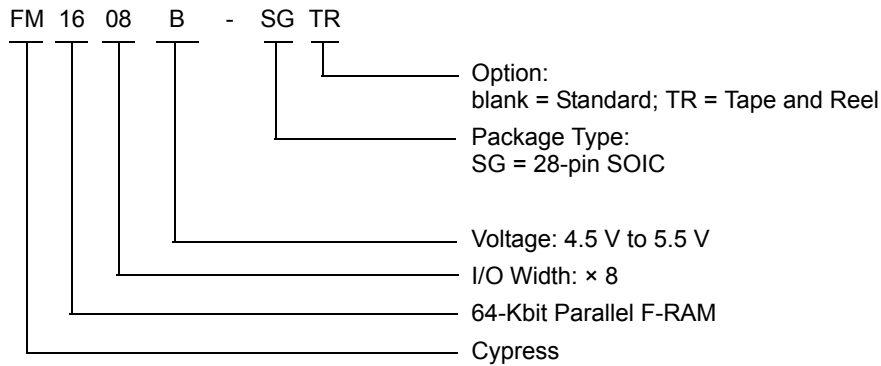 FM 16 08 B - SG TR
Option:
blank = Standard; TR = Tape and Reel
Package Type:
SG = 28-pin SOIC
Voltage: 4.5 V to 5.5 V
I/O Width: × 8
64-Kbit Parallel F-RAM
Cypress